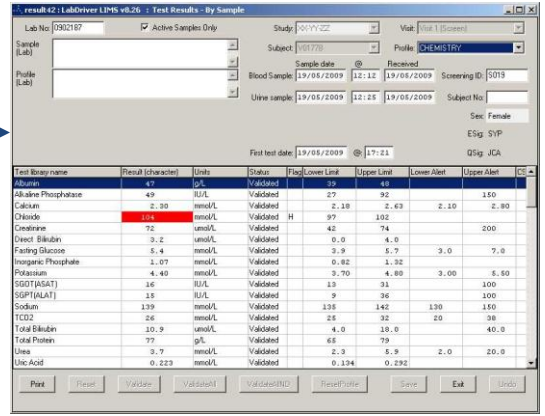 result42 : LabDriver LIMS v8.26 : Test Results - By Sample
Lab No: 0902187 Active Samples Only Study: XX-YY-ZZ Visit: Visit 1 (Screen)
Sample (Lab) Subject: Profile: CHEMISTRY
Sample date @ Received
Profile (Lab) Blood Sample: 19/05/2009 12:12 19/05/2009 Screening ID: S019
Urine sample: 19/05/2009 12:25 19/05/2009 Subject No:
Sex: Female
ESig: SYP
First test date: 19/05/2009 @: 17:21 QSig: JCA
Test library name Result (character) Units Status Flag Lower Limit Upper Limit Lower Alert Upper Alert CS
Albumin 47 g/L Validated 39 48
Alkaline Phosphatase 49 IU/L Validated 27 92 150
Calcium 2.30 mmol/L Validated 2.18 2.63 2.10 2.80
Chloride 104 mmol/L Validated H 97 102
Creatinine 72 umol/L Validated 42 74 200
Direct Bilirubin 3.2 umol/L Validated 0.0 4.0
Fasting Glucose 5.4 mmol/L Validated 3.9 5.7 3.0 7.0
Inorganic Phosphate 1.07 mmol/L Validated 0.82 1.32
Potassium 4.40 mmol/L Validated 3.70 4.80 3.00 5.50
SGOT(ASAT) 16 IU/L Validated 13 31 100
SGPT(ALAT) 15 IU/L Validated 9 36 100
Sodium 139 mmol/L Validated 135 142 130 150
TCO2 26 mmol/L Validated 25 32 20 38
Total Bilirubin 10.9 umol/L Validated 4.0 18.0 40.0
Total Protein 77 g/L Validated 65 79
Urea 3.7 mmol/L Validated 2.3 5.9 2.0 20.0
Uric Acid 0.223 mmol/L Validated 0.134 0.292
Print Reset Validate ValidateAll ValidateAllND ResetProfile Save Exit Undo